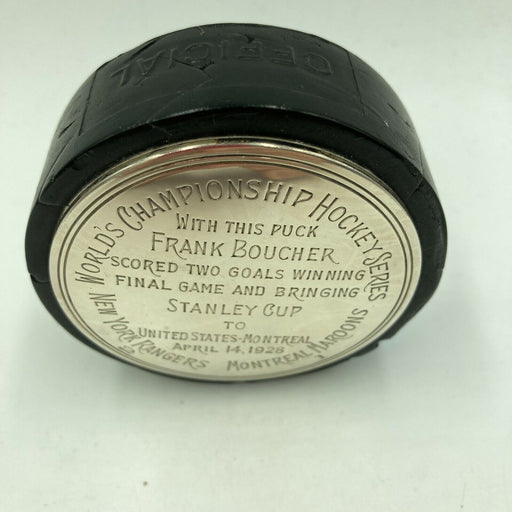 OFFICIAL
WORLD'S CHAMPIONSHIP HOCKEY SERIES
WITH THIS PUCK
FRANK BOUCHER
SCORED TWO GOALS WINNING
FINAL GAME AND BRINGING
STANLEY CUP
TO
UNITED STATES-MONTREAL
APRIL 14, 1928
NEW YORK RANGERS MONTREAL MAROONS